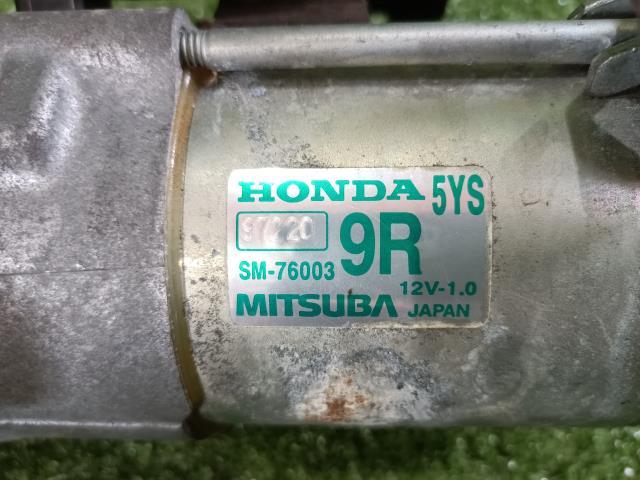 HONDA 5YS
9R
SM-76003
12V-1.0
MITSUBA JAPAN